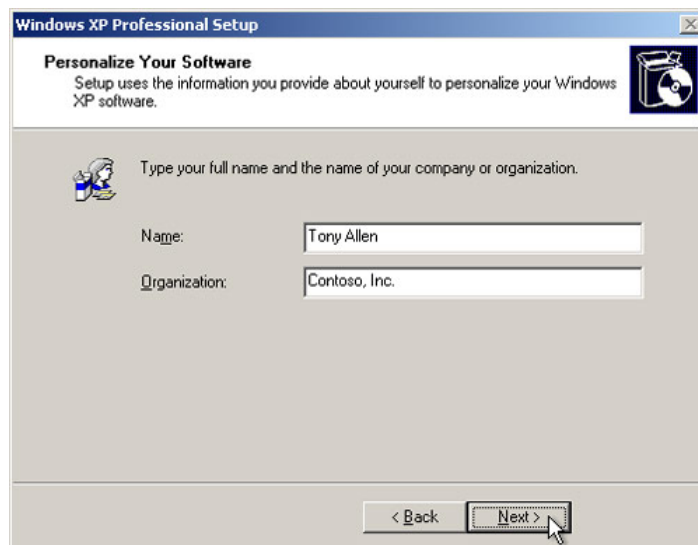 Windows XP Professional Setup
Personalize Your Software
Setup uses the information you provide about yourself to personalize your Windows
XP software.
Type your full name and the name of your company or organization.
Name: Tony Allen
Organization: Contoso, Inc.
< Back Next >